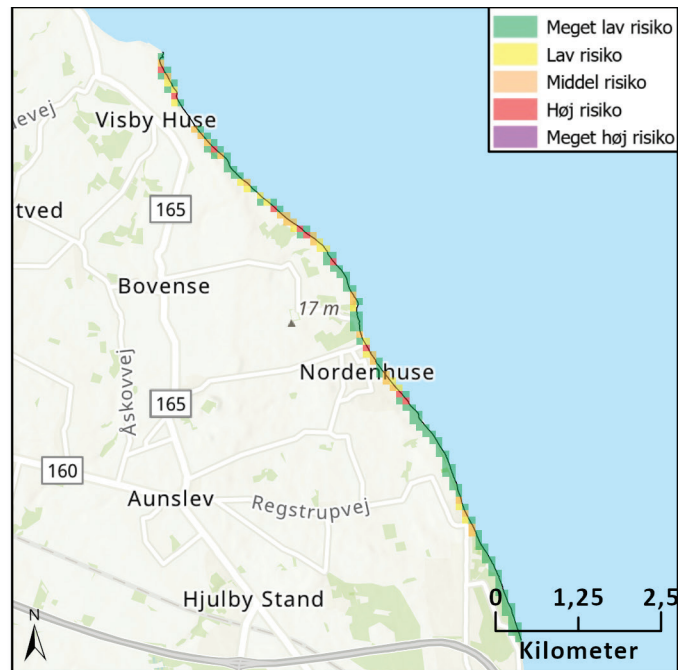 Meget lav risiko
Lav risiko
Middel risiko
Høj risiko
Meget høj risiko
Visby Huse
165
Bovense
17 m
Nordenhuse
Åskovvej
165
160
Aunslev
Regstrupvej
Hjulby Stand
N
0 1,25 2,5
Kilometer